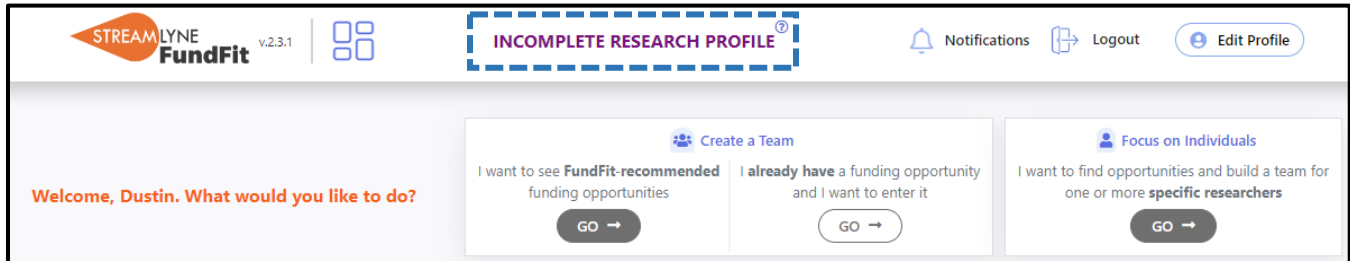 STREAMLYNE
FundFit
v.2.3.1
INCOMPLETE RESEARCH PROFILE
?
Notifications
Logout
Edit Profile
Welcome, Dustin. What would you like to do?
Create a Team
I want to see FundFit-recommended
funding opportunities
GO →
I already have a funding opportunity
and I want to enter it
GO →
Focus on Individuals
I want to find opportunities and build a team for
one or more specific researchers
GO →